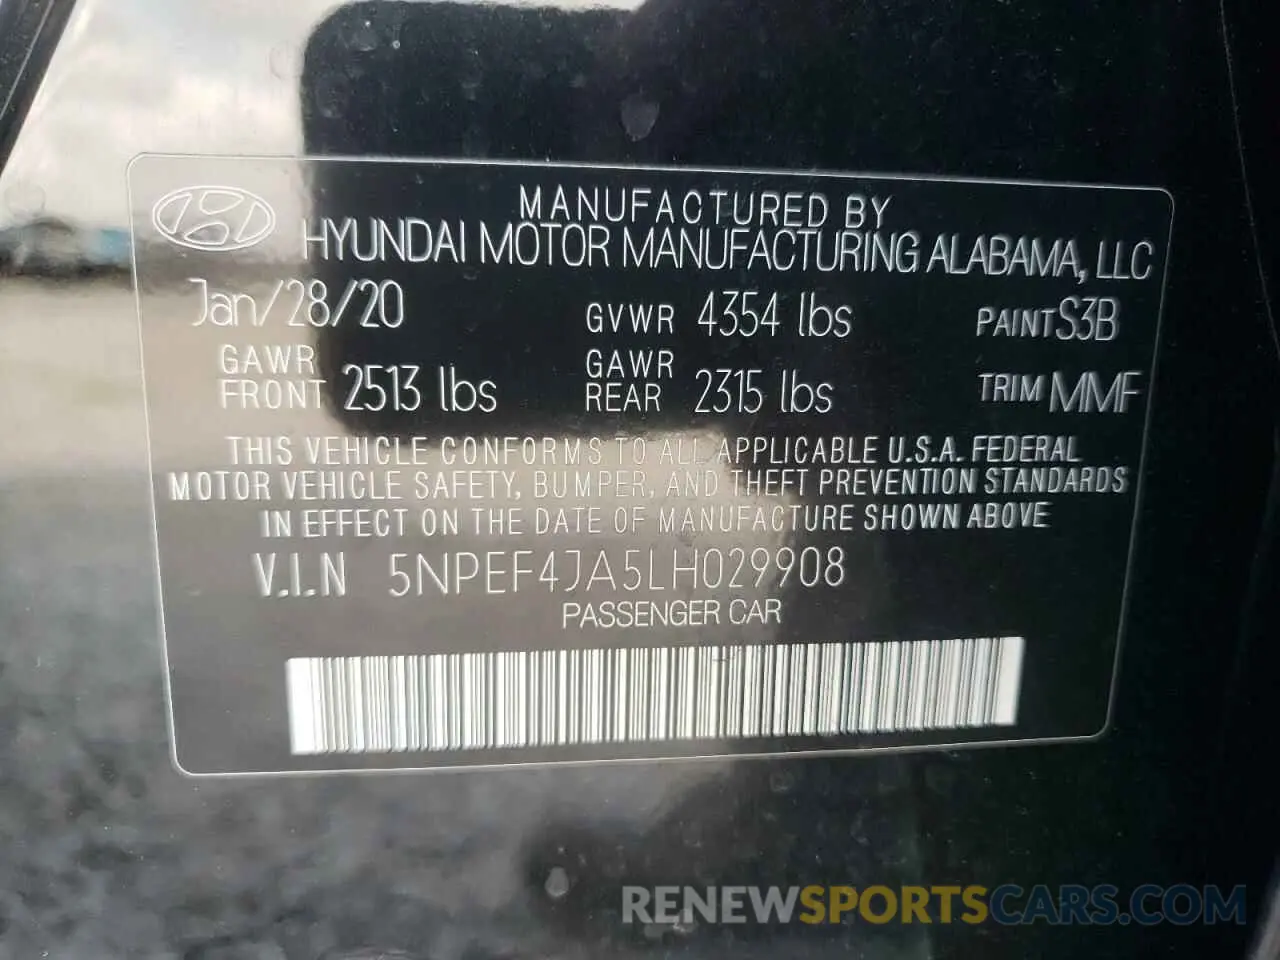 MANUFACTURED BY
HYUNDAI MOTOR MANUFACTURING ALABAMA, LLC
Jan/28/20 GVWR 4354 lbs PAINT S3B
GAWR FRONT 2513 lbs GAWR REAR 2315 lbs TRIM MMF
THIS VEHICLE CONFORMS TO ALL APPLICABLE U.S.A. FEDERAL
MOTOR VEHICLE SAFETY, BUMPER, AND THEFT PREVENTION STANDARDS
IN EFFECT ON THE DATE OF MANUFACTURE SHOWN ABOVE
V.I.N 5NPEF4JA5LH029908
PASSENGER CAR
RENEWSPORTSCARS.COM